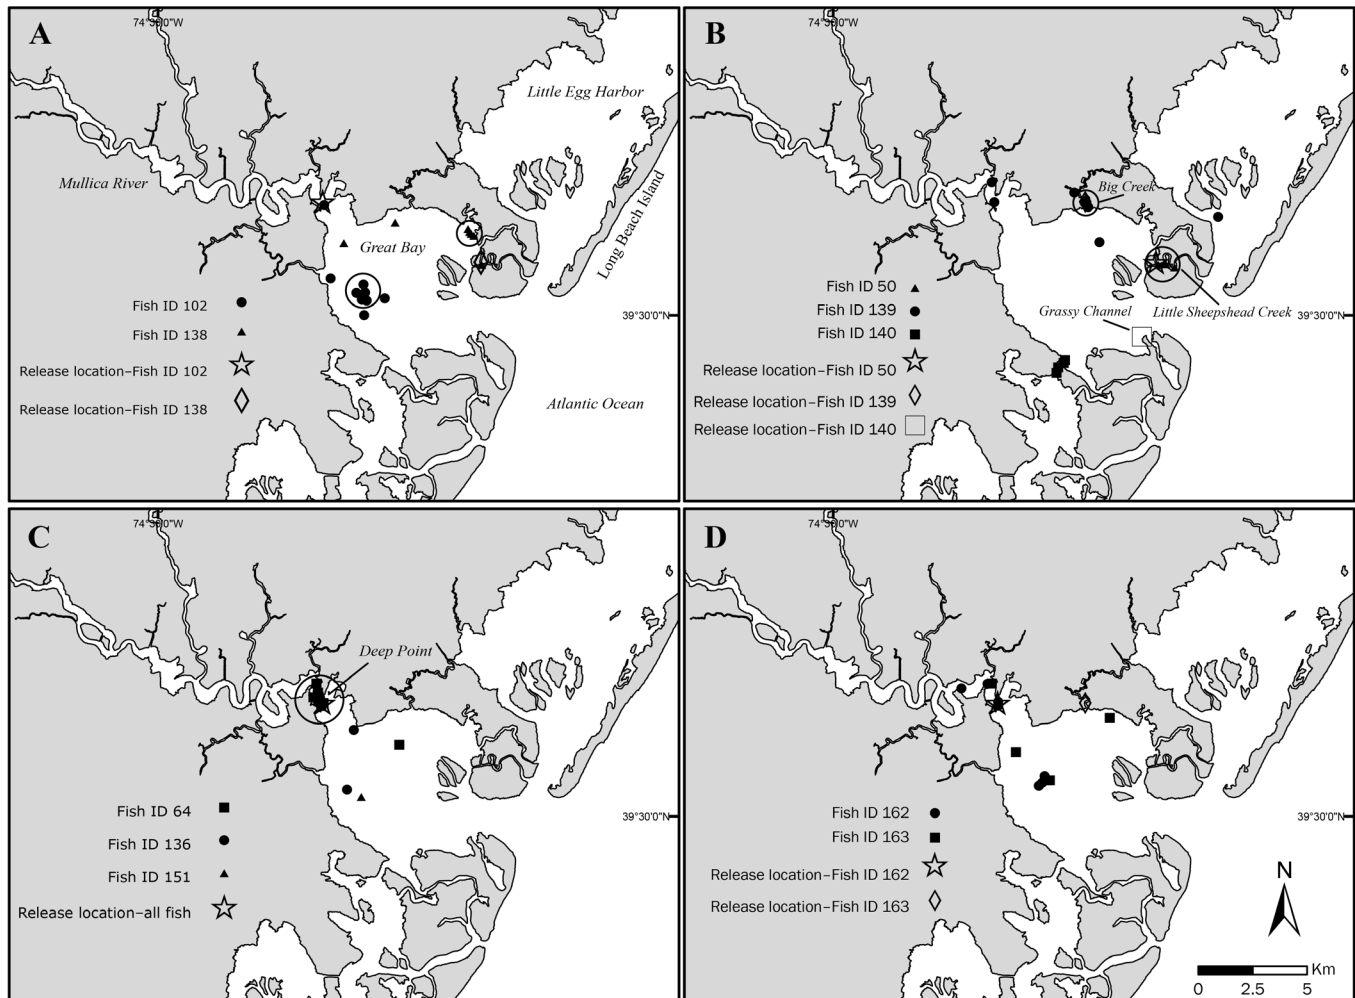 A
74°30'0"W
Little Egg Harbor
Mullica River
Great Bay
Long Beach Island
Fish ID 102
Fish ID 138
Release location–Fish ID 102
Release location–Fish ID 138
39°30'0"N
Atlantic Ocean
B
74°30'0"W
Big Creek
Fish ID 50
Fish ID 139
Fish ID 140
Grassy Channel
Little Sheepshead Creek
39°30'0"N
Release location–Fish ID 50
Release location–Fish ID 139
Release location–Fish ID 140
C
74°30'0"W
Deep Point
Fish ID 64
Fish ID 136
Fish ID 151
Release location–all fish
39°30'0"N
D
74°30'0"W
Fish ID 162
Fish ID 163
39°30'0"N
Release location–Fish ID 162
Release location–Fish ID 163
N
Km
0 2.5 5